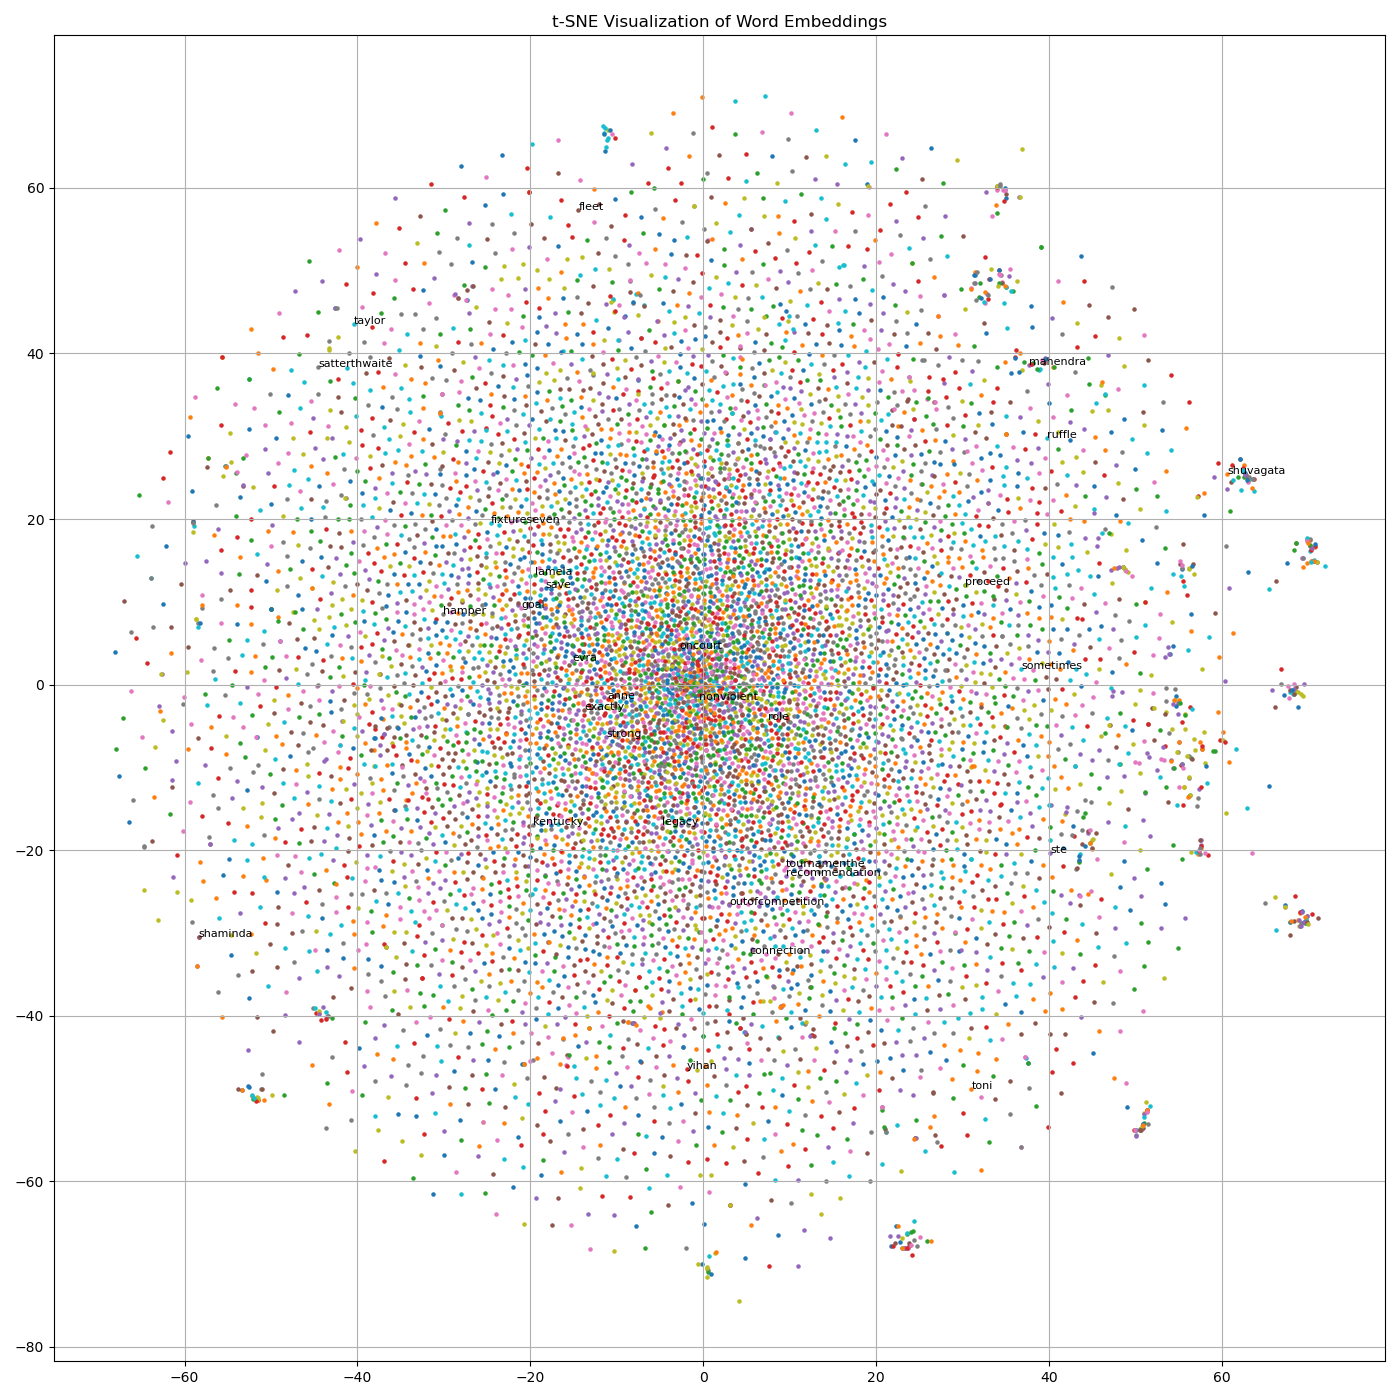 t-SNE Visualization of Word Embeddings
fleet
taylor
satterthwaite
mahendra
ruffle
shuvagata
fixtureseven
lamela
save
proceed
goal
hamper
oncourt
evra
sometimes
anne
nonviolent
exactly
role
strong
kentucky
legacy
ste
tournamenthe
recommendation
outofcompetition
shaminda
connection
yihan
toni
60
40
20
0
−20
−40
−60
−80
−60
−40
−20
0
20
40
60